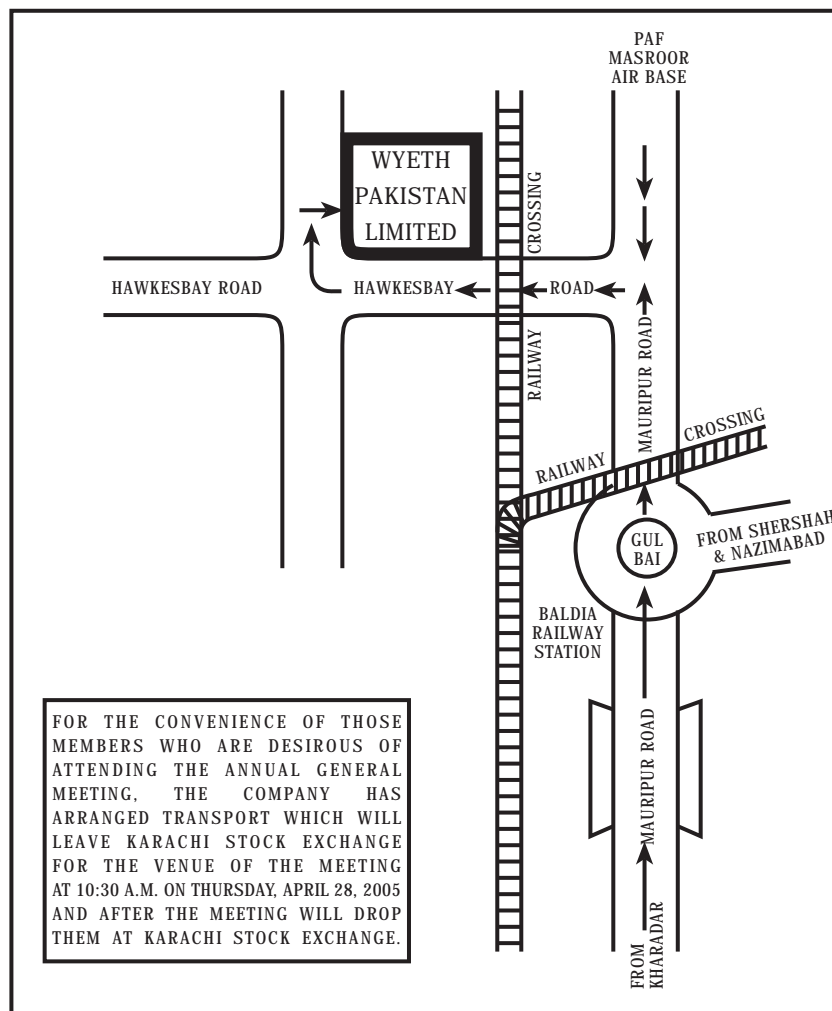 PAF
MASROOR
AIR BASE
WYETH
PAKISTAN
LIMITED
CROSSING
HAWKESBAY ROAD
HAWKESBAY
ROAD
RAILWAY
MAURIPUR ROAD
RAILWAY
CROSSING
GUL
BAI
FROM SHERSHAH
& NAZIMABAD
BALDIA
RAILWAY
STATION
MAURIPUR ROAD
FROM
KHARADAR
FOR THE CONVENIENCE OF THOSE
MEMBERS WHO ARE DESIROUS OF
ATTENDING THE ANNUAL GENERAL
MEETING, THE COMPANY HAS
ARRANGED TRANSPORT WHICH WILL
LEAVE KARACHI STOCK EXCHANGE
FOR THE VENUE OF THE MEETING
AT 10:30 A.M. ON THURSDAY, APRIL 28, 2005
AND AFTER THE MEETING WILL DROP
THEM AT KARACHI STOCK EXCHANGE.